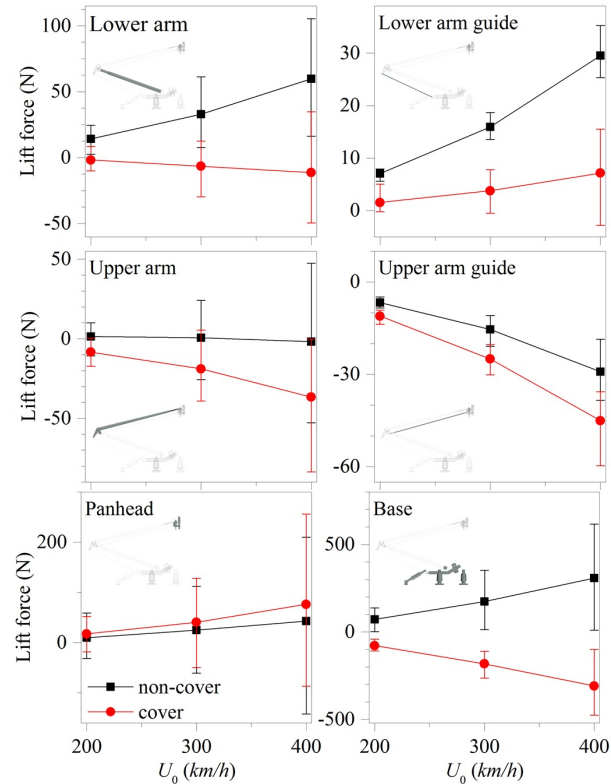 Lower arm
Lower arm guide
Lift force (N)
100
50
0
-50
30
20
10
0
Upper arm
Upper arm guide
Lift force (N)
50
0
-50
0
-30
-60
Panhead
Base
Lift force (N)
200
0
500
0
-500
non-cover
cover
200 300 400
200 300 400
U0 (km/h)
U0 (km/h)